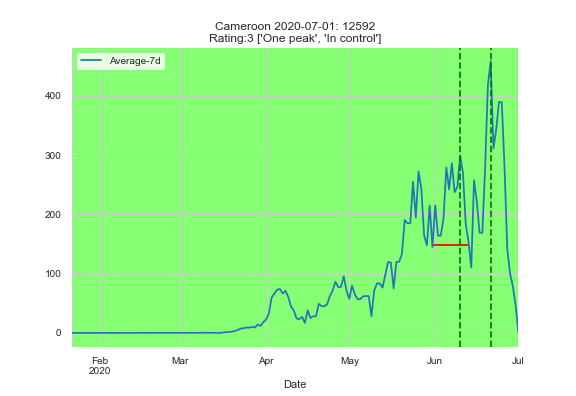 Cameroon 2020-07-01: 12592
Rating:3 ['One peak', 'In control']
Average-7d
400
300
200
100
0
Feb Mar Apr May Jun Jul
2020
Date